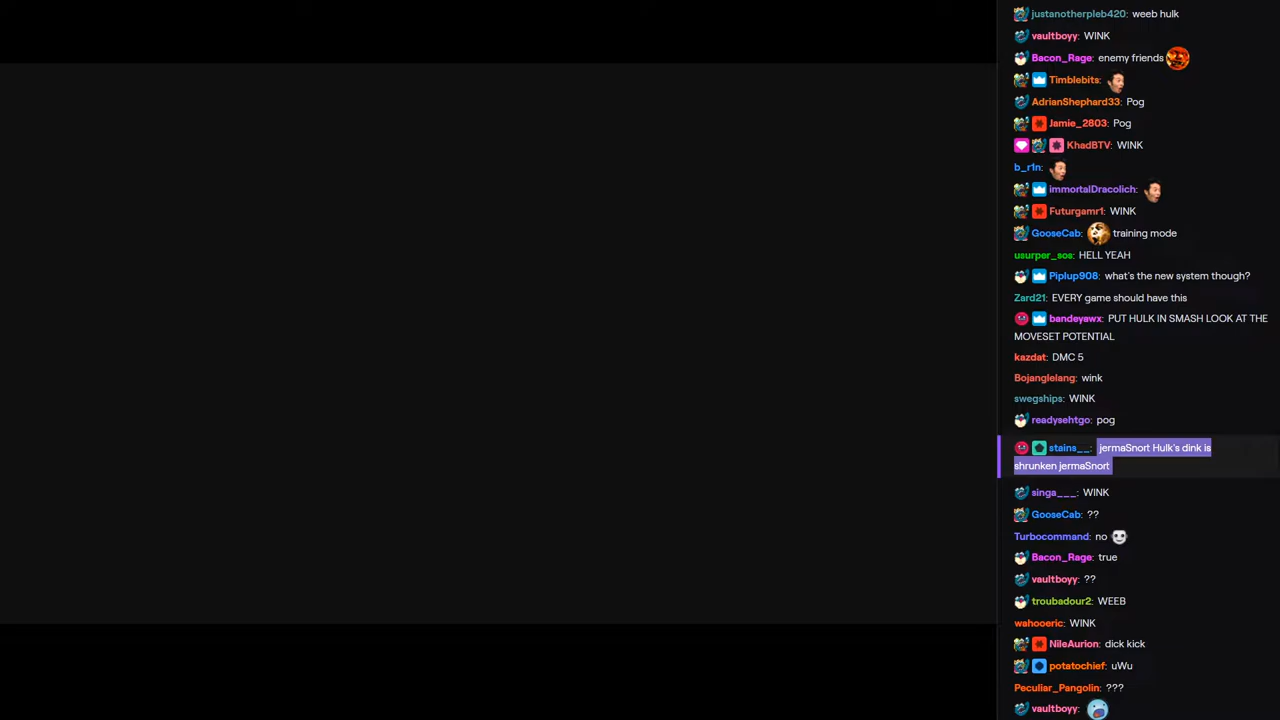 justanotherpleb420: weeb hulk
vaultboyy: WINK
Bacon_Rage: enemy friends
Timblebits:
AdrianShephard33: Pog
Jamie_2803: Pog
KhadBTV: WINK
b_r1n:
immortalDracolich:
Futurgamr1: WINK
GooseCab: training mode
usurper_sos: HELL YEAH
Piplup908: what's the new system though?
Zard21: EVERY game should have this
bandeyawx: PUT HULK IN SMASH LOOK AT THE
MOVESET POTENTIAL
kazdat: DMC 5
Bojanglelang: wink
swegships: WINK
readysehtgo: pog
stains__: jermaSnort Hulk's dink is
shrunken jermaSnort
singa___: WINK
GooseCab: ??
Turbocommand: no
Bacon_Rage: true
vaultboyy: ??
troubadour2: WEEB
wahooeric: WINK
NileAurion: dick kick
potatochief: uWu
Peculiar_Pangolin: ???
vaultboyy: